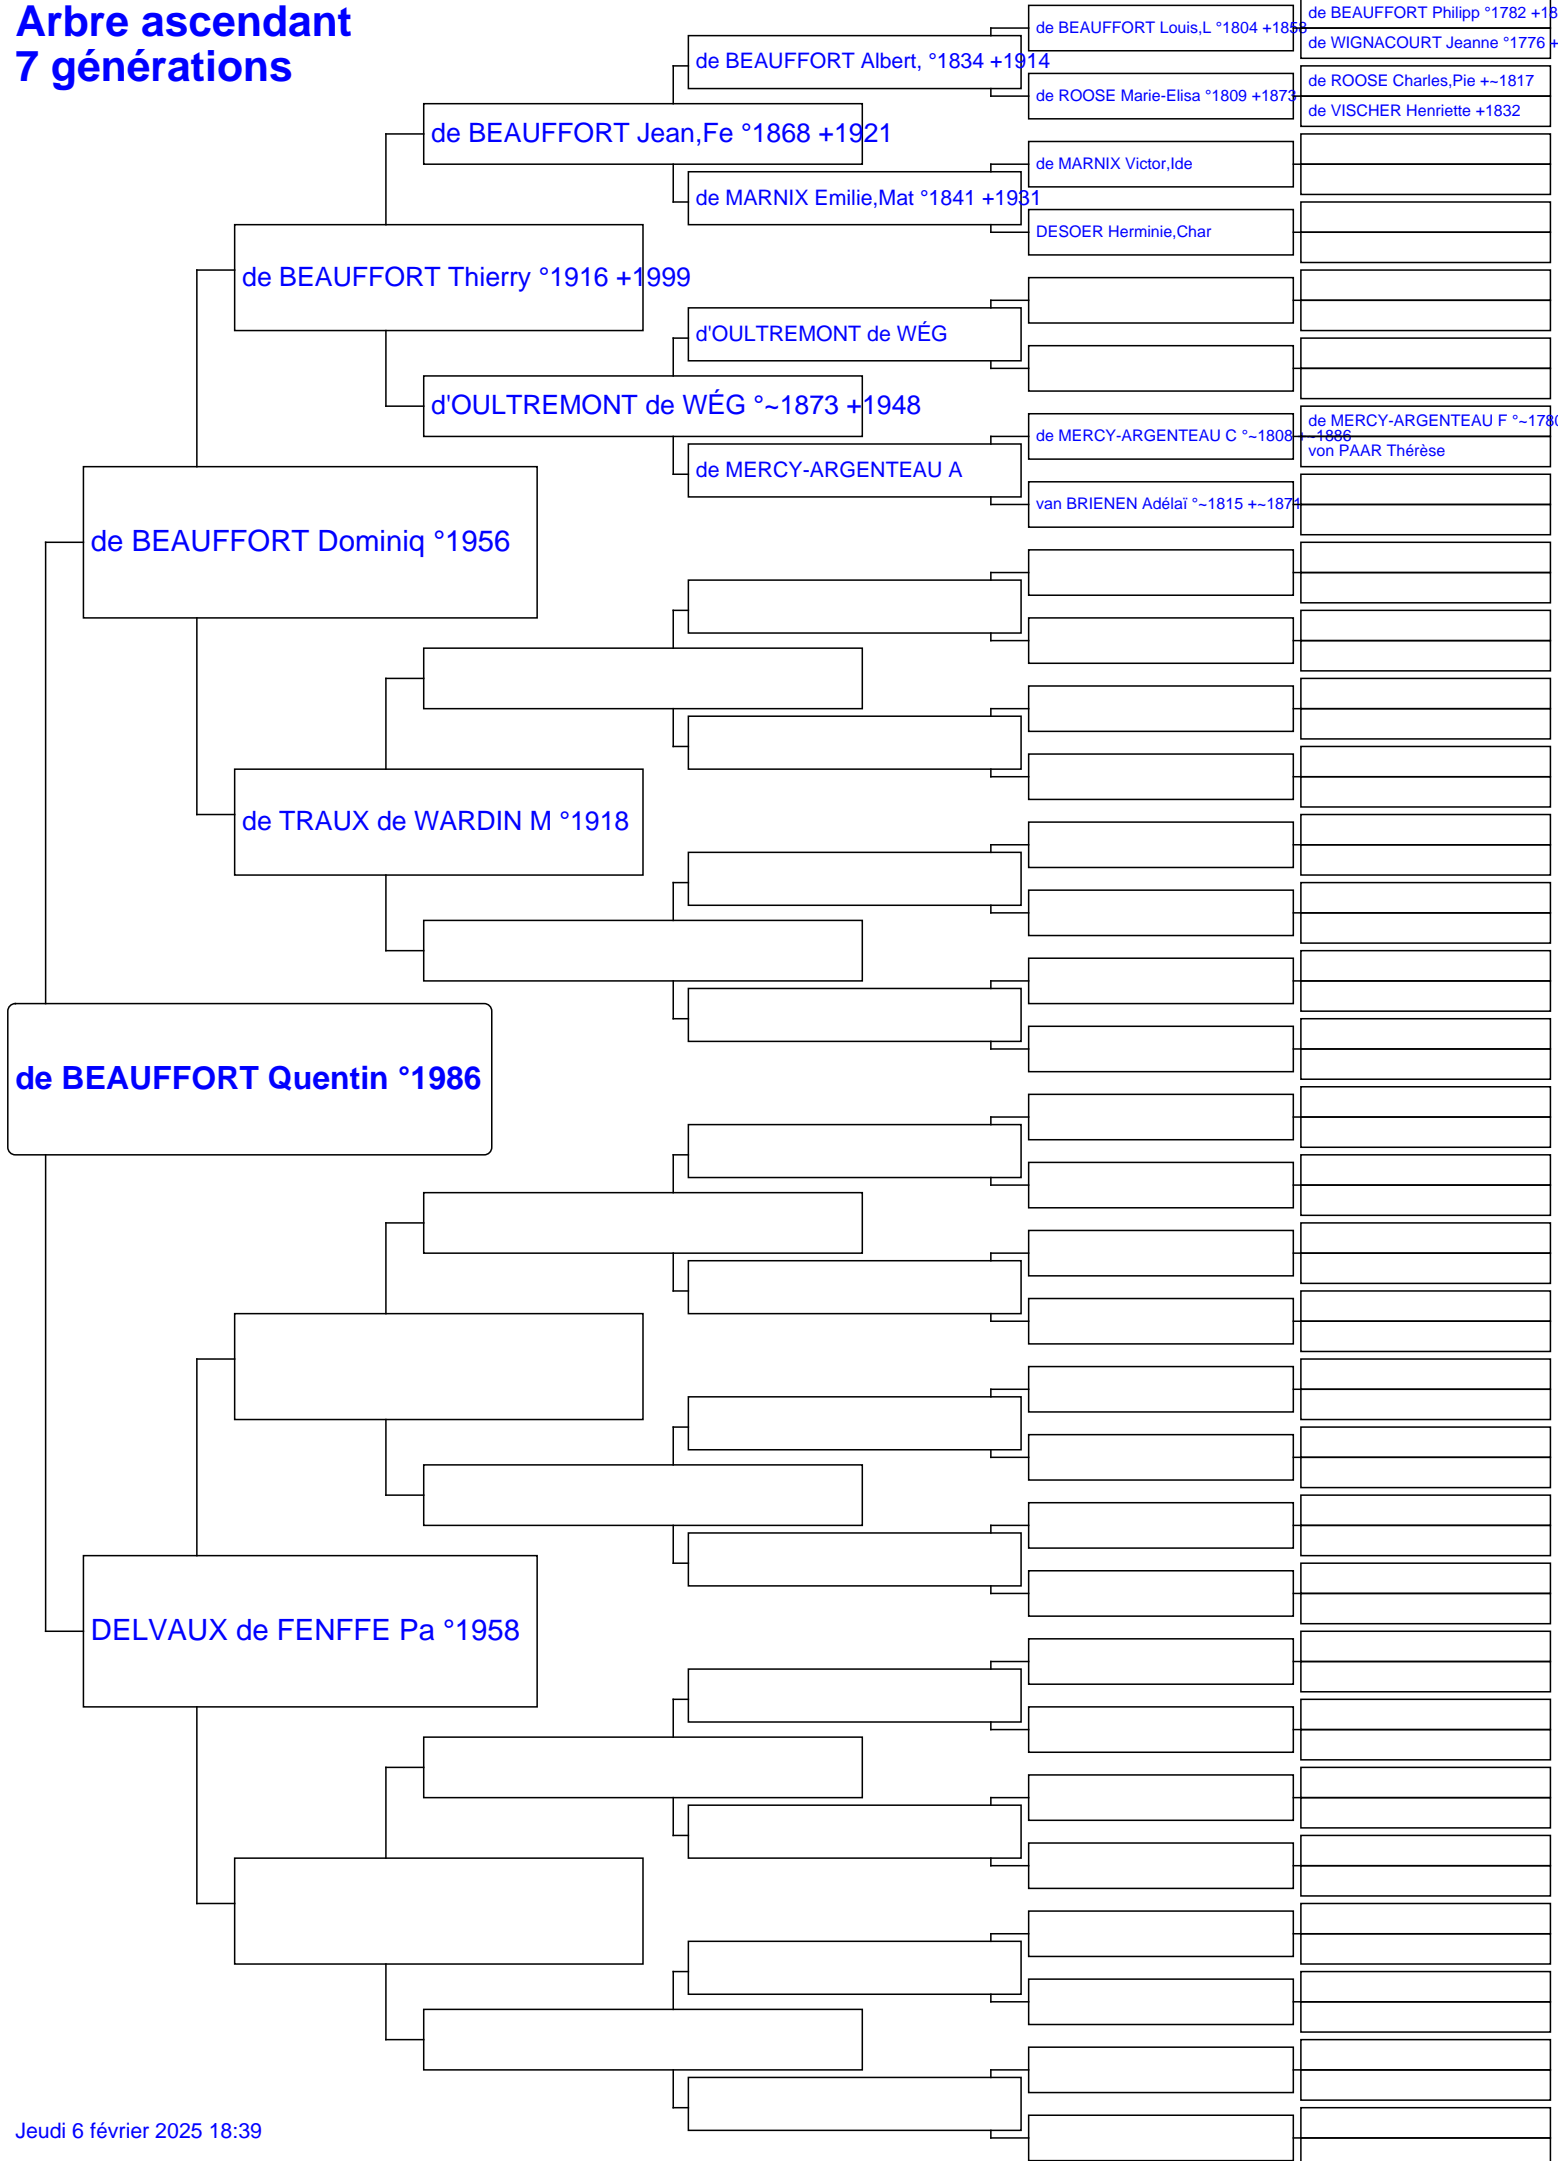 Arbre ascendant
7 générations
de BEAUFFORT Philipp °1782 +18
de BEAUFFORT Louis,L °1804 +1858
de WIGNACOURT Jeanne °1776 +
de BEAUFFORT Albert, °1834 +1914
de ROOSE Charles,Pie +~1817
de ROOSE Marie-Elisa °1809 +1873
de VISCHER Henriette +1832
de BEAUFFORT Jean,Fe °1868 +1921
de MARNIX Victor,Ide
de MARNIX Emilie,Mat °1841 +1931
DESOER Herminie,Char
de BEAUFFORT Thierry °1916 +1999
d'OULTREMONT de WÉG
d'OULTREMONT de WÉG °~1873 +1948
de MERCY-ARGENTEAU F °~1780
de MERCY-ARGENTEAU C °~1808 +~1886
von PAAR Thérèse
de MERCY-ARGENTEAU A
van BRIENEN Adélaï °~1815 +~1871
de BEAUFFORT Dominiq °1956
de TRAUX de WARDIN M °1918
de BEAUFFORT Quentin °1986
DELVAUX de FENFFE Pa °1958
Jeudi 6 février 2025 18:39